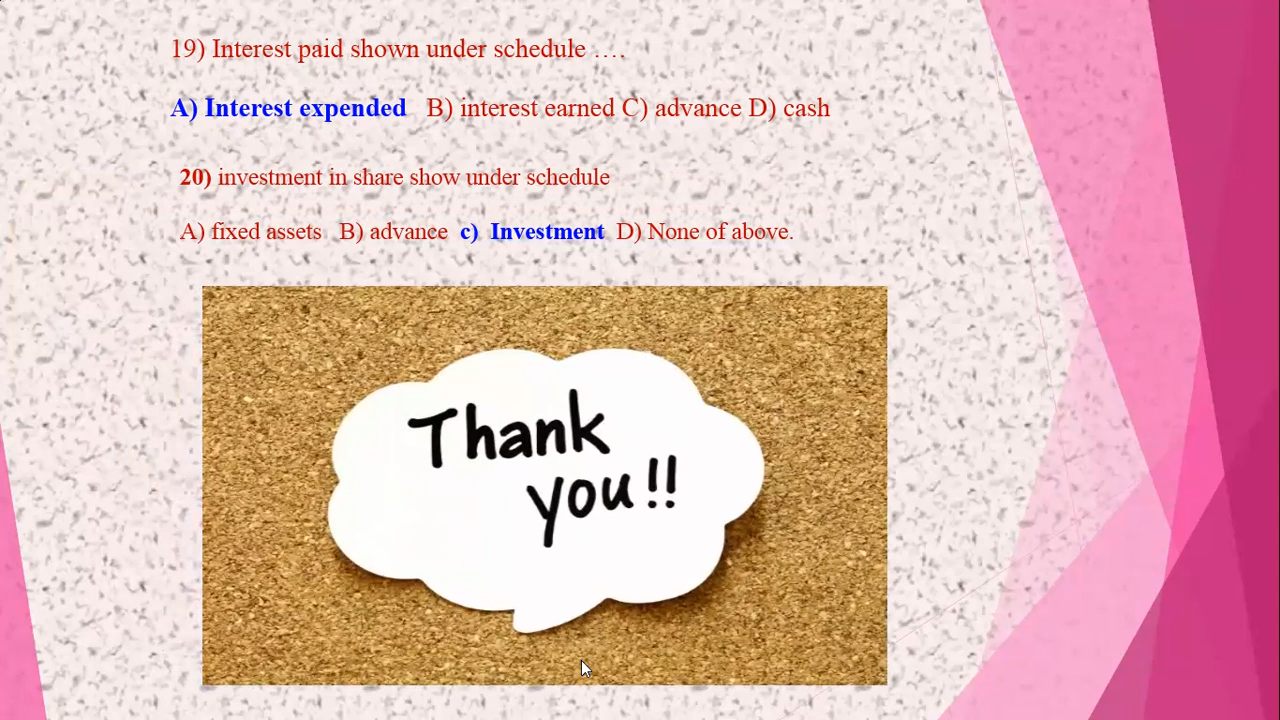 19) Interest paid shown under schedule ….
A) Interest expended B) interest earned C) advance D) cash
20) investment in share show under schedule
A) fixed assets B) advance c) Investment D) None of above.
Thank
you!!